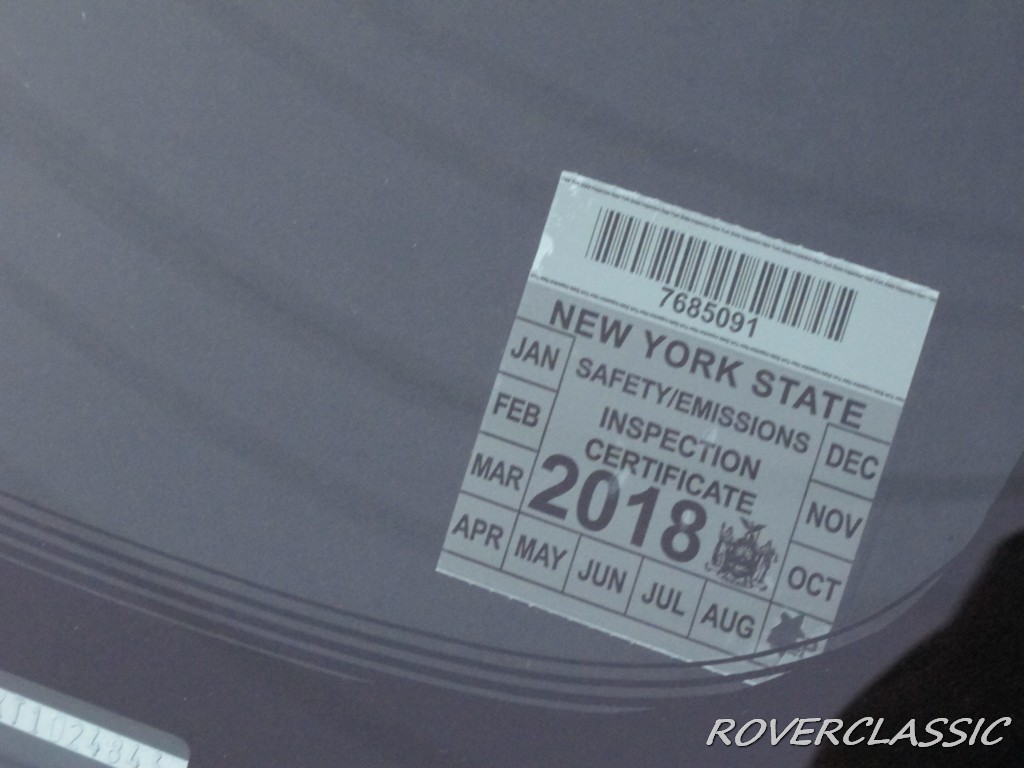 7685091
NEW YORK STATE
SAFETY/EMISSIONS
INSPECTION
CERTIFICATE
2018
JAN
FEB
MAR
APR
MAY
JUN
JUL
AUG
OCT
NOV
DEC
ROVERCLASSIC